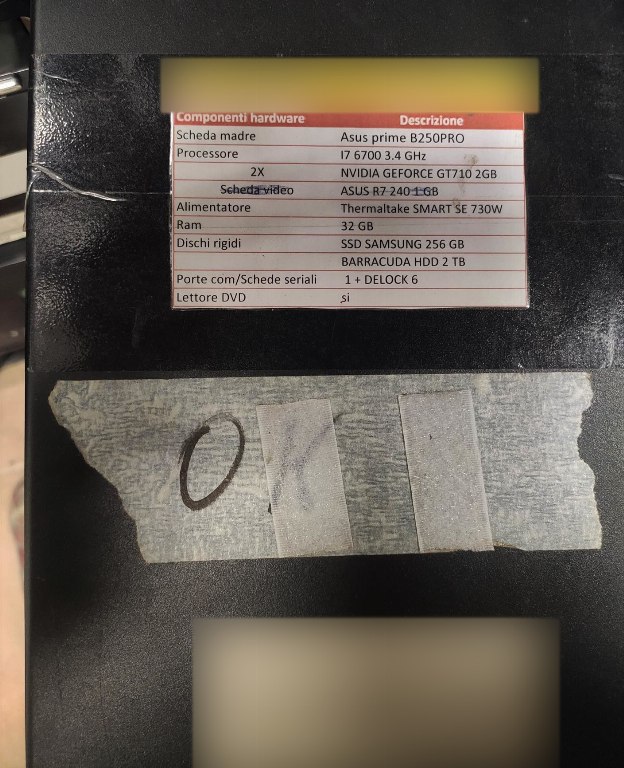 Componenti hardware Descrizione
Scheda madre Asus prime B250PRO
Processore I7 6700 3.4 GHz
2X NVIDIA GEFORCE GT710 2GB
Scheda video ASUS R7 240 1 GB
Alimentatore Thermaltake SMART SE 730W
Ram 32 GB
Dischi rigidi SSD SAMSUNG 256 GB
BARRACUDA HDD 2 TB
Porte com/Schede seriali 1 + DELOCK 6
Lettore DVD si
OK